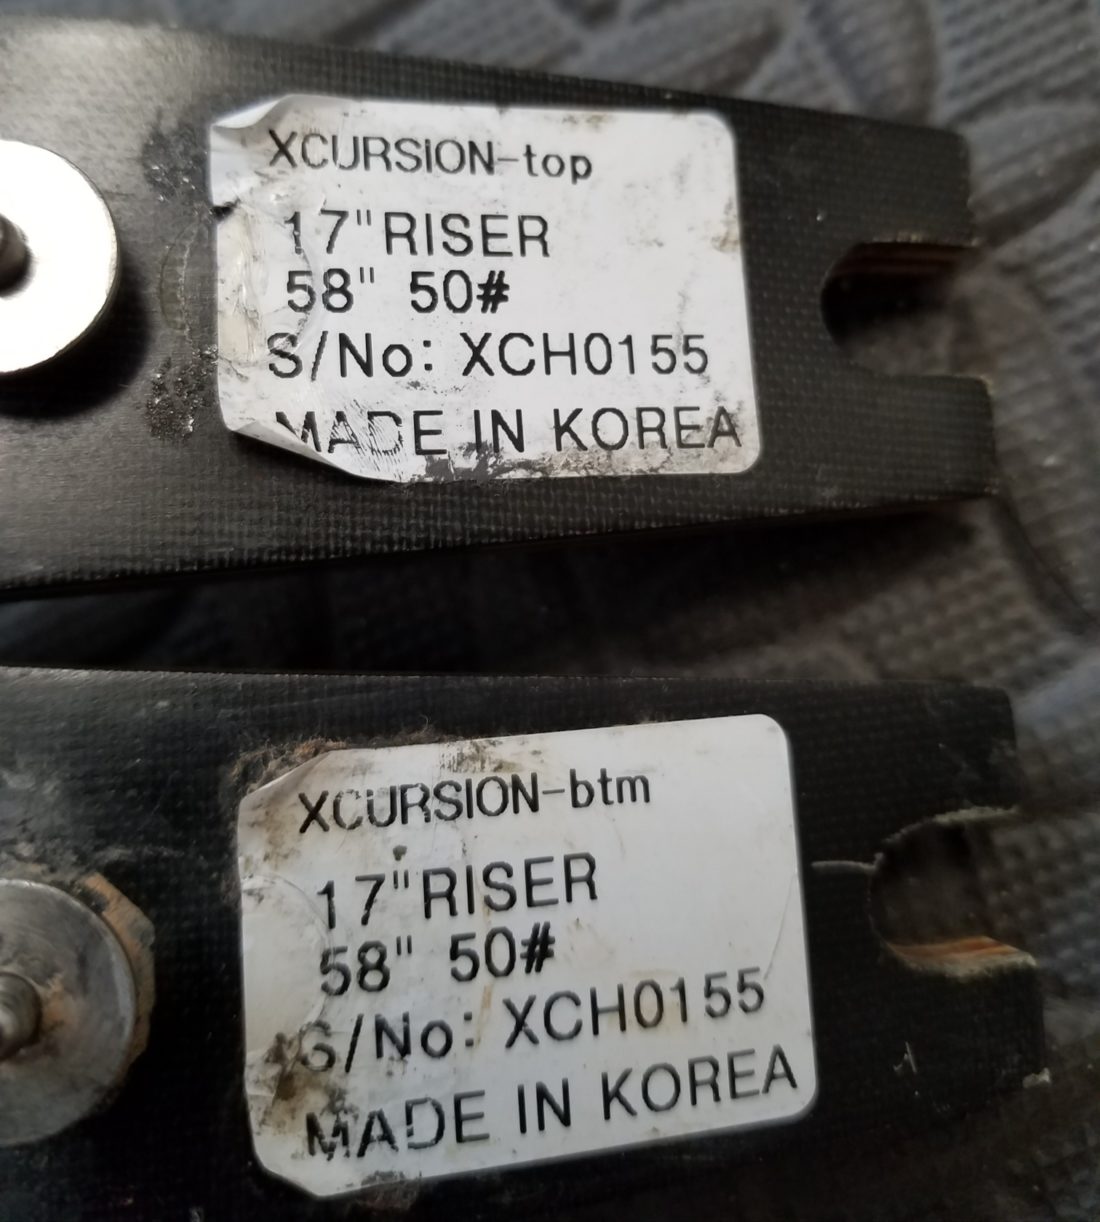 XCURSION-top
17"RISER
58" 50#
S/No: XCH0155
MADE IN KOREA
XCURSION-btm
17"RISER
58" 50#
S/No: XCH0155
MADE IN KOREA